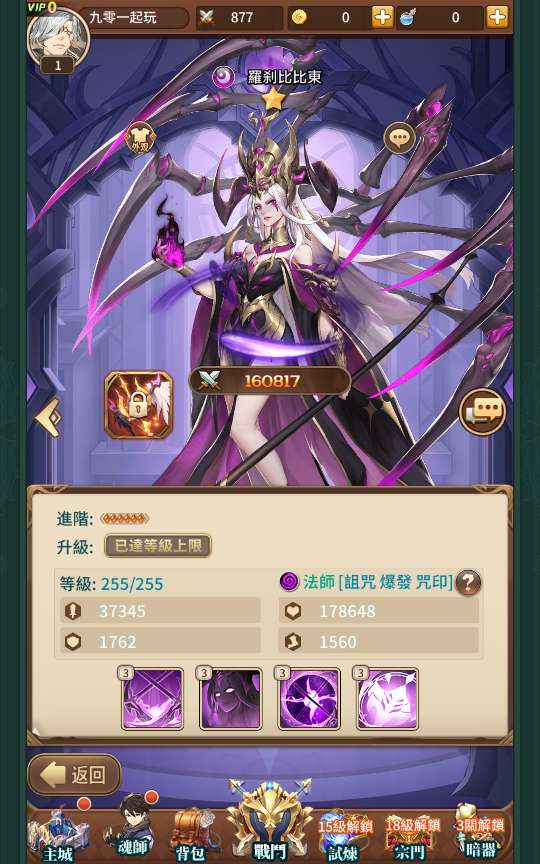 VIP 0
九零一起玩
877
0
0
1
羅剎比比東
外觀
160817
進階:
升級: 已達等級上限
等級: 255/255
法師 [詛咒 爆發 咒印]
?
37345
178648
1762
1560
3
3
3
3
返回
主城
魂師
背包
戰鬥
15級解鎖
試煉
18級解鎖
宗門
3關解鎖
暗器